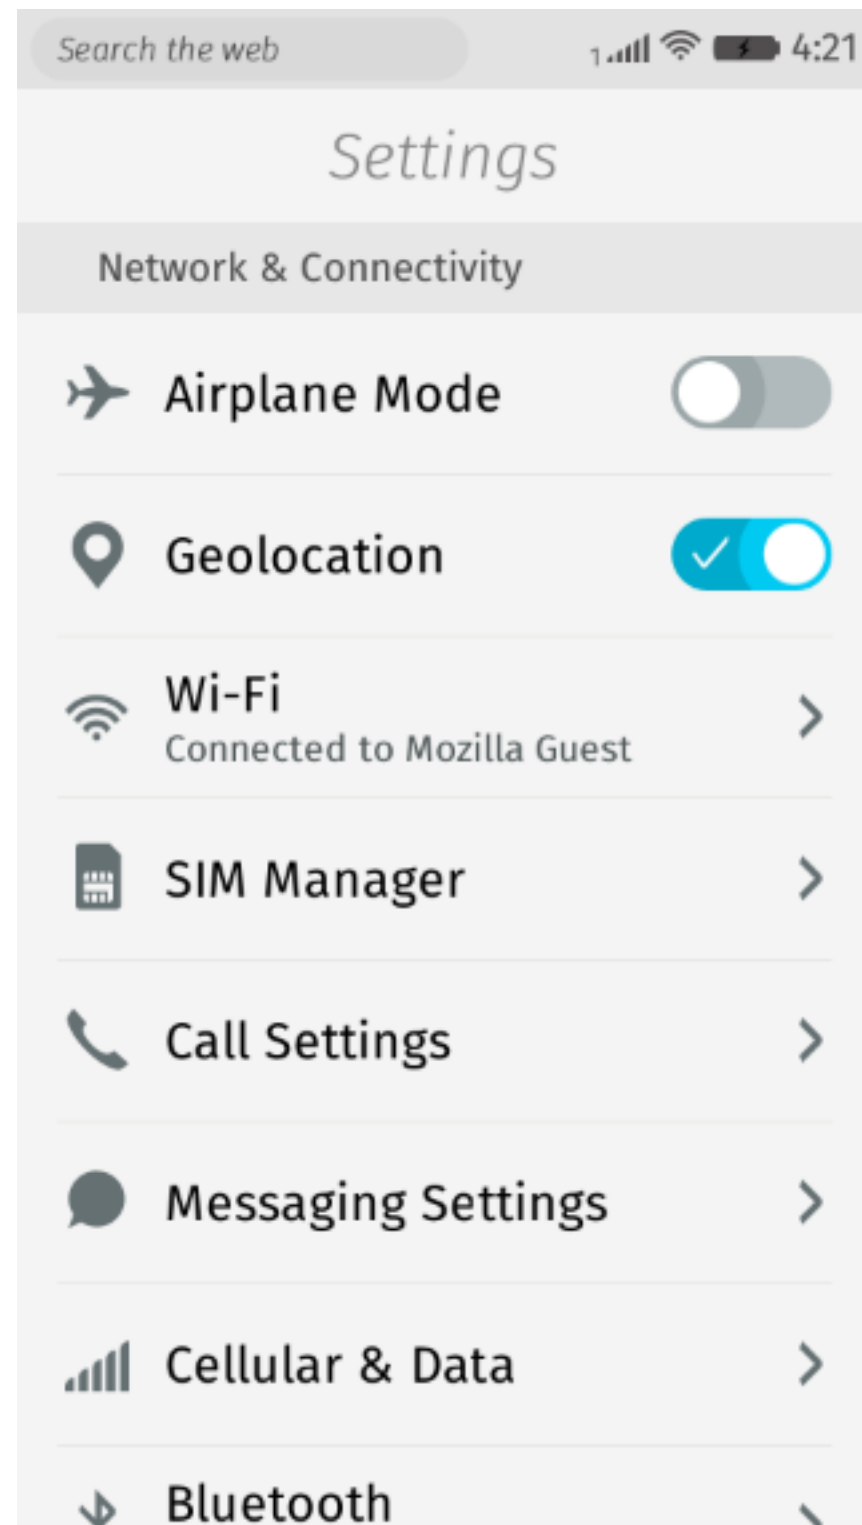 Search the web
1 4:21
Settings
Network & Connectivity
Airplane Mode
Geolocation
Wi-Fi
Connected to Mozilla Guest
SIM Manager
Call Settings
Messaging Settings
Cellular & Data
Bluetooth